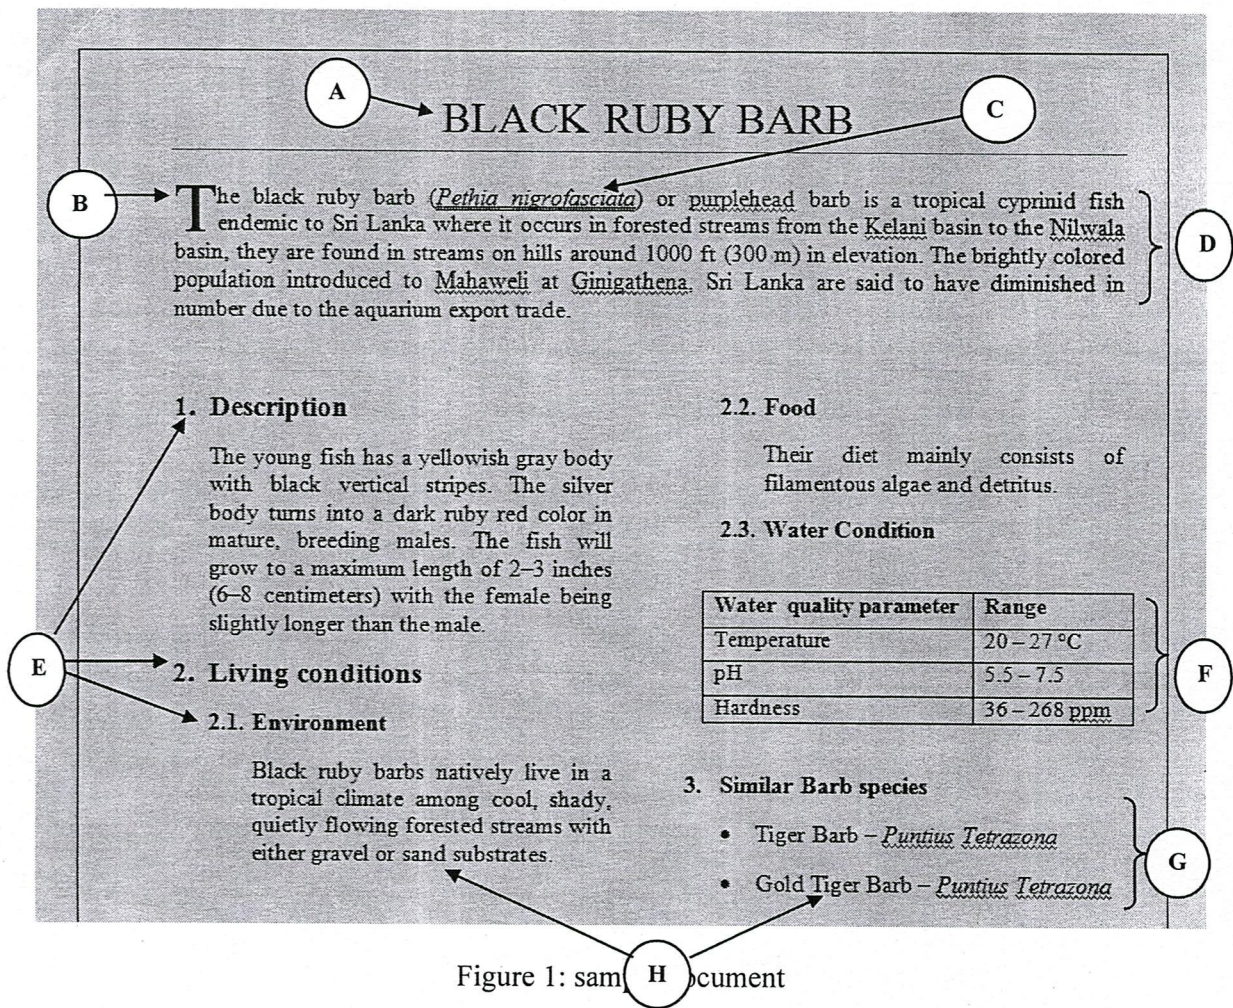 A
BLACK RUBY BARB
C
B
The black ruby barb (Pethia nigrofasciata) or purplehead barb is a tropical cyprinid fish
endemic to Sri Lanka where it occurs in forested streams from the Kelani basin to the Nilwala
basin, they are found in streams on hills around 1000 ft (300 m) in elevation. The brightly colored
population introduced to Mahaweli at Ginigathena, Sri Lanka are said to have diminished in
number due to the aquarium export trade.
D
1. Description
The young fish has a yellowish gray body
with black vertical stripes. The silver
body turns into a dark ruby red color in
mature, breeding males. The fish will
grow to a maximum length of 2–3 inches
(6–8 centimeters) with the female being
slightly longer than the male.
E
2. Living conditions
2.1. Environment
Black ruby barbs natively live in a
tropical climate among cool, shady,
quietly flowing forested streams with
either gravel or sand substrates.
2.2. Food
Their diet mainly consists of
filamentous algae and detritus.
2.3. Water Condition
Water quality parameter Range
Temperature 20 – 27 °C
pH 5.5 – 7.5
Hardness 36 – 268 ppm
F
3. Similar Barb species
• Tiger Barb – Puntius Tetrazona
• Gold Tiger Barb – Puntius Tetrazona
G
H
Figure 1: